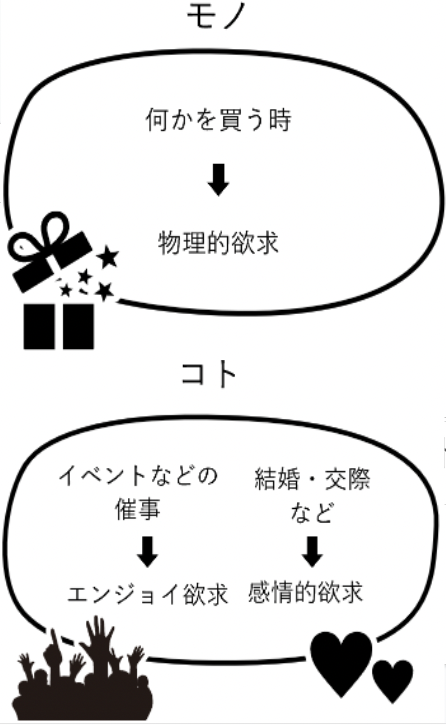 モノ
何かを買う時
物理的欲求
コト
イベントなどの
催事
エンジョイ欲求
結婚・交際
など
感情的欲求